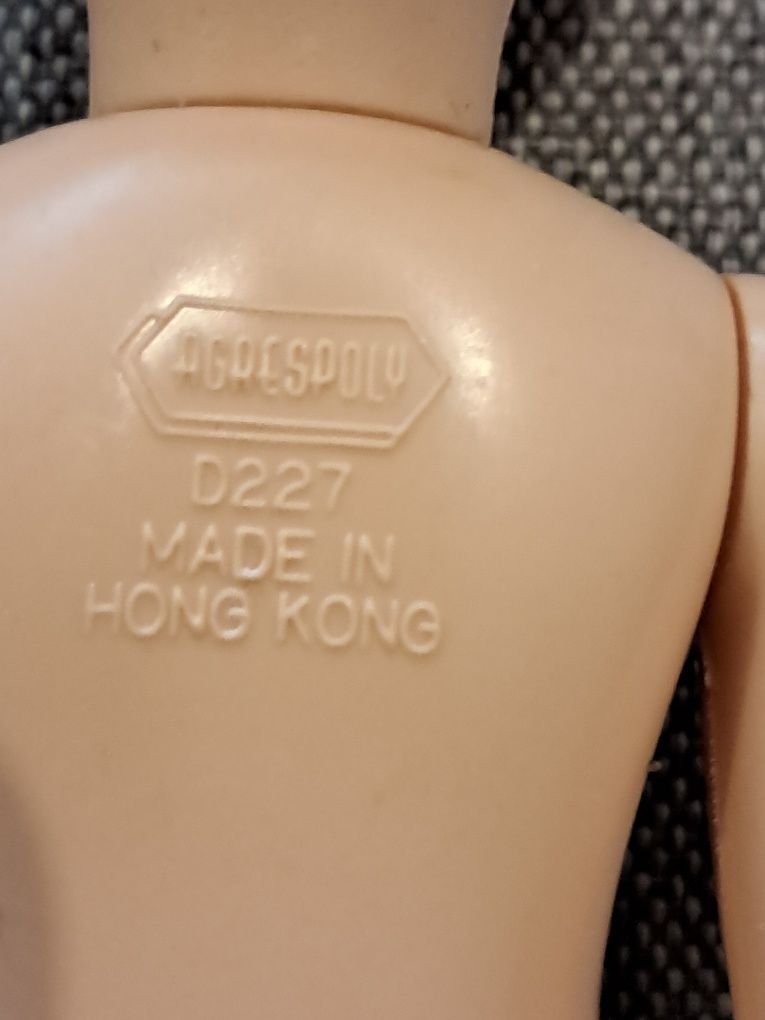 AGRESPOLY
D227
MADE IN
HONG KONG